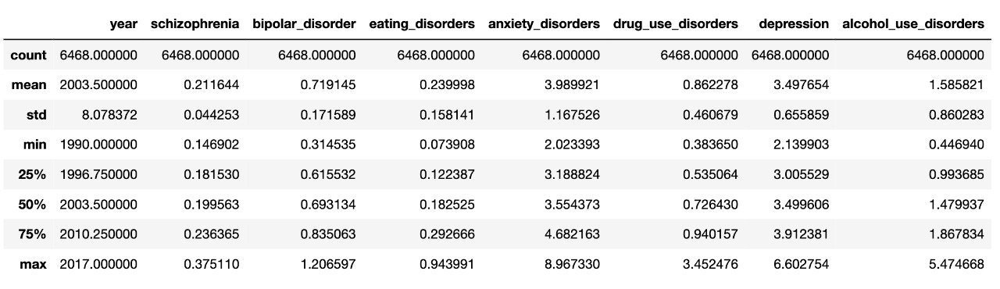 year schizophrenia bipolar_disorder eating_disorders anxiety_disorders drug_use_disorders depression alcohol_use_disorders
count 6468.000000 6468.000000 6468.000000 6468.000000 6468.000000 6468.000000 6468.000000 6468.000000
mean 2003.500000 0.211644 0.719145 0.239998 3.989921 0.862278 3.497654 1.585821
std 8.078372 0.044253 0.171589 0.158141 1.167526 0.460679 0.655859 0.860283
min 1990.000000 0.146902 0.314535 0.073908 2.023393 0.383650 2.139903 0.446940
25% 1996.750000 0.181530 0.615532 0.122387 3.188824 0.535064 3.005529 0.993685
50% 2003.500000 0.199563 0.693134 0.182525 3.554373 0.726430 3.499606 1.479937
75% 2010.250000 0.236365 0.835063 0.292666 4.682163 0.940157 3.912381 1.867834
max 2017.000000 0.375110 1.206597 0.943991 8.967330 3.452476 6.602754 5.474668